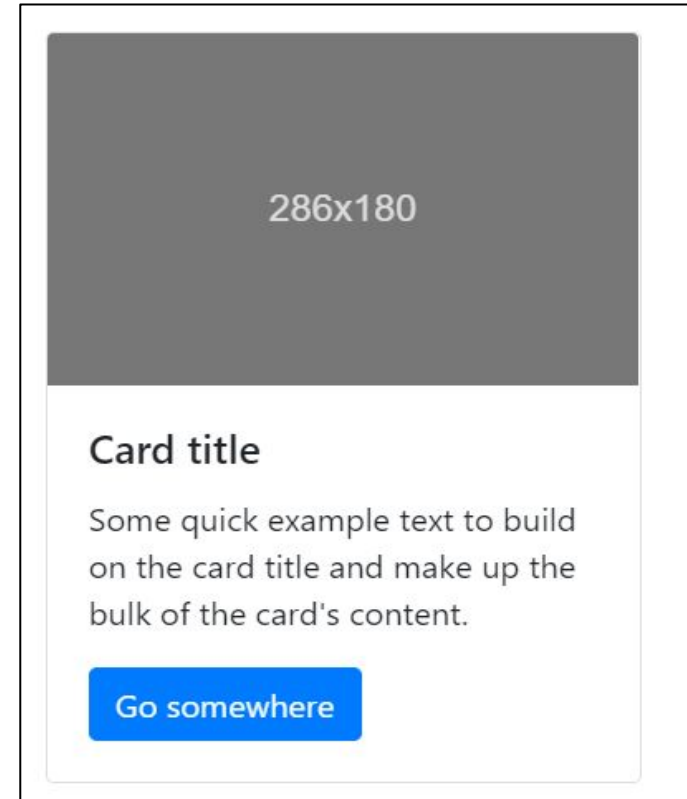 286x180
Card title
Some quick example text to build
on the card title and make up the
bulk of the card's content.
Go somewhere